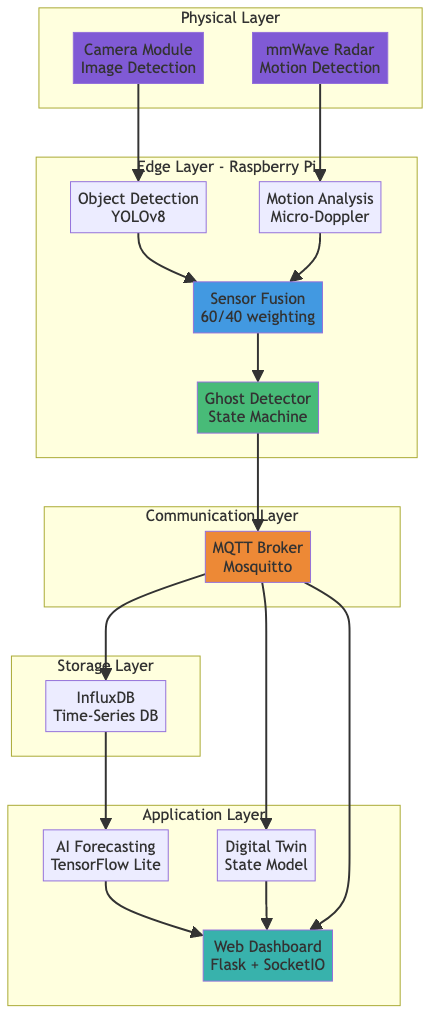 Physical Layer
Camera Module
Image Detection
mmWave Radar
Motion Detection
Edge Layer - Raspberry Pi
Object Detection
YOLOv8
Motion Analysis
Micro-Doppler
Sensor Fusion
60/40 weighting
Ghost Detector
State Machine
Communication Layer
MQTT Broker
Mosquitto
Storage Layer
InfluxDB
Time-Series DB
Application Layer
AI Forecasting
TensorFlow Lite
Digital Twin
State Model
Web Dashboard
Flask + SocketIO